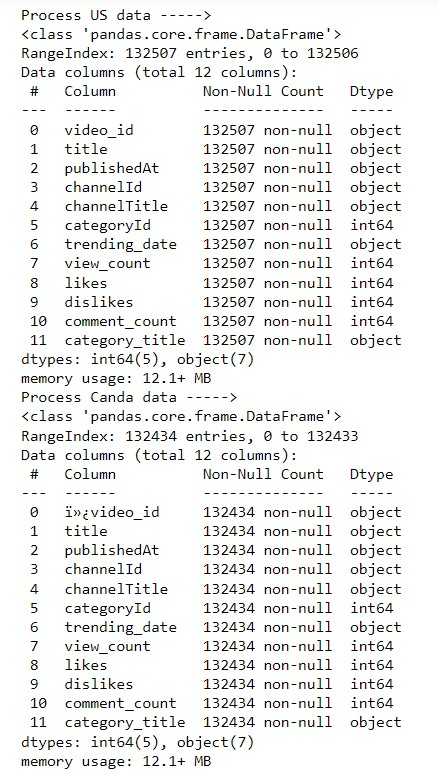 Process US data ----->
<class 'pandas.core.frame.DataFrame'>
RangeIndex: 132507 entries, 0 to 132506
Data columns (total 12 columns):
 #   Column          Non-Null Count   Dtype
---  ------          --------------   -----
 0   video_id        132507 non-null  object
 1   title           132507 non-null  object
 2   publishedAt     132507 non-null  object
 3   channelId       132507 non-null  object
 4   channelTitle    132507 non-null  object
 5   categoryId      132507 non-null  int64
 6   trending_date   132507 non-null  object
 7   view_count      132507 non-null  int64
 8   likes           132507 non-null  int64
 9   dislikes        132507 non-null  int64
 10  comment_count   132507 non-null  int64
 11  category_title  132507 non-null  object
dtypes: int64(5), object(7)
memory usage: 12.1+ MB
Process Canda data ----->
<class 'pandas.core.frame.DataFrame'>
RangeIndex: 132434 entries, 0 to 132433
Data columns (total 12 columns):
 #   Column          Non-Null Count   Dtype
---  ------          --------------   -----
 0   ï»¿video_id     132434 non-null  object
 1   title           132434 non-null  object
 2   publishedAt     132434 non-null  object
 3   channelId       132434 non-null  object
 4   channelTitle    132434 non-null  object
 5   categoryId      132434 non-null  int64
 6   trending_date   132434 non-null  object
 7   view_count      132434 non-null  int64
 8   likes           132434 non-null  int64
 9   dislikes        132434 non-null  int64
 10  comment_count   132434 non-null  int64
 11  category_title  132434 non-null  object
dtypes: int64(5), object(7)
memory usage: 12.1+ MB